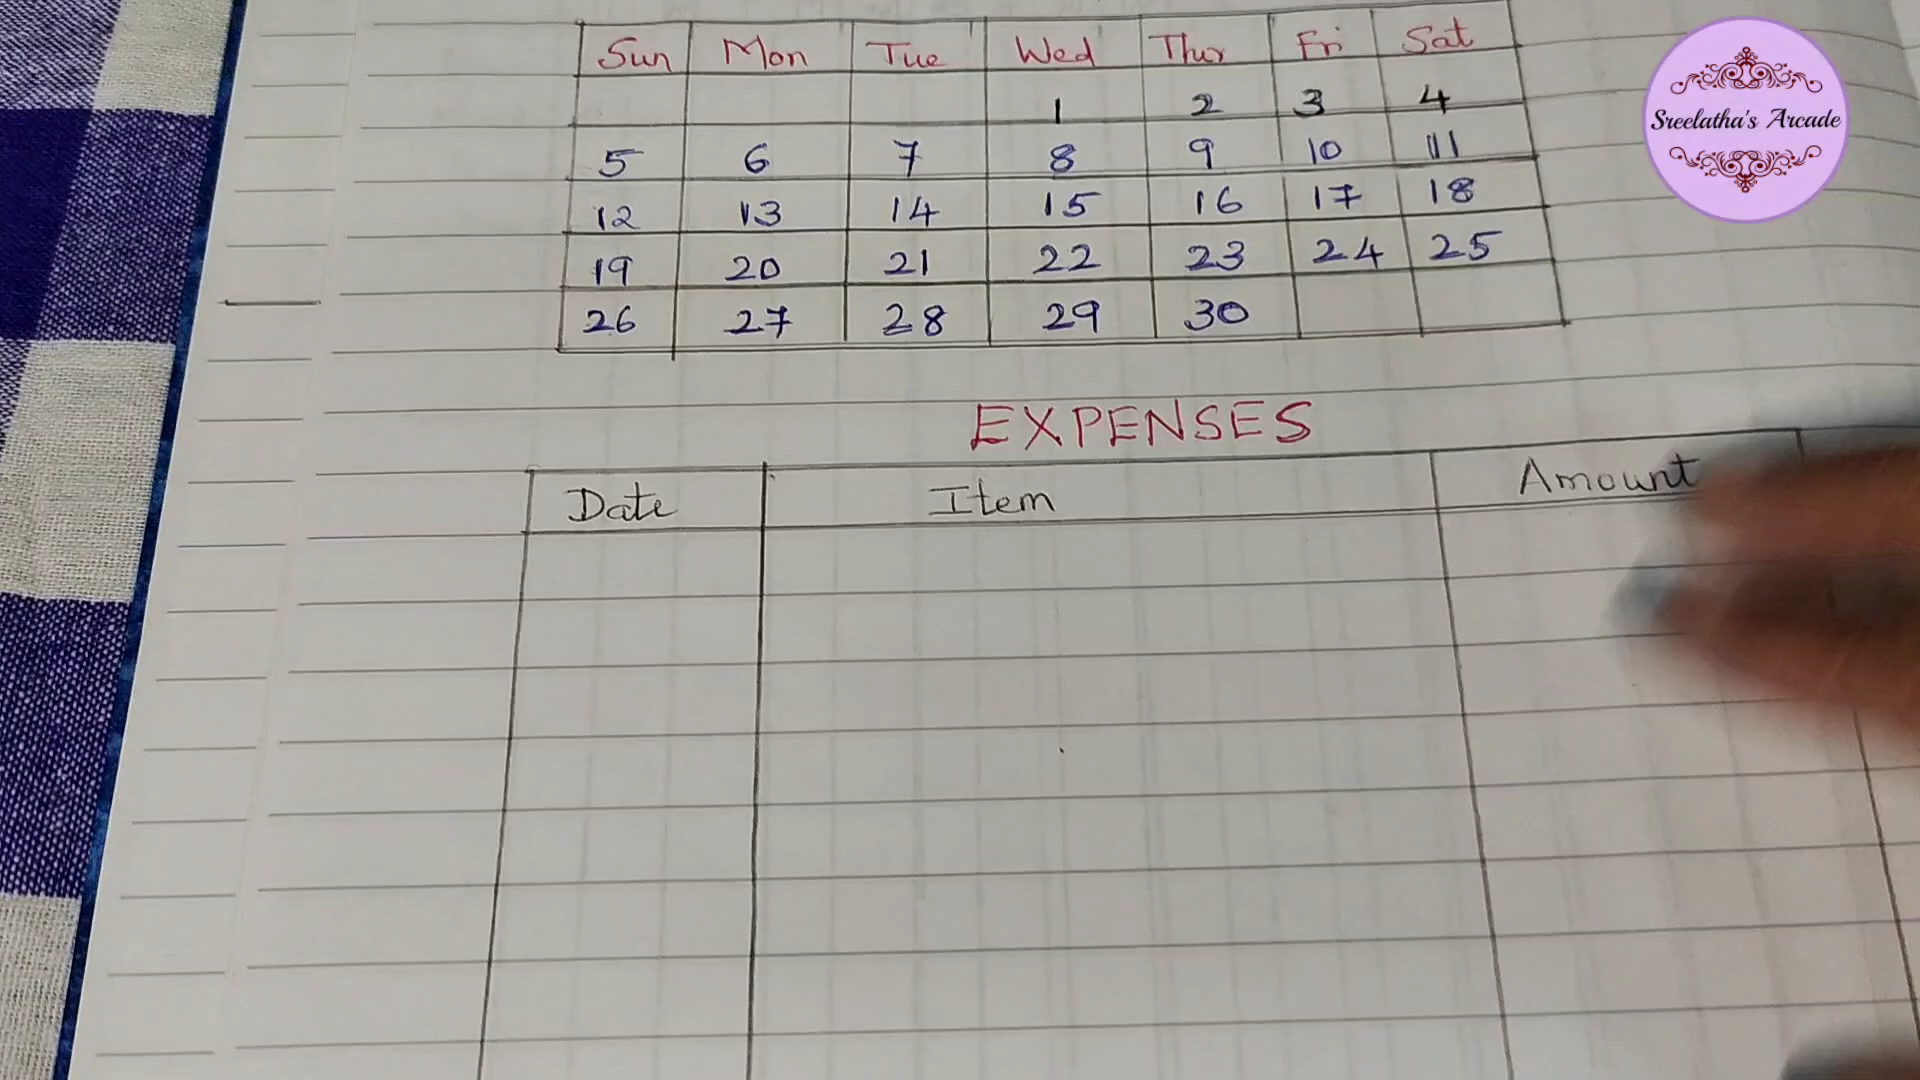 Sun Mon Tue Wed Thur Fri Sat
1 2 3 4
5 6 7 8 9 10 11
12 13 14 15 16 17 18
19 20 21 22 23 24 25
26 27 28 29 30
EXPENSES
Date Item Amount
Sreelatha's Arcade